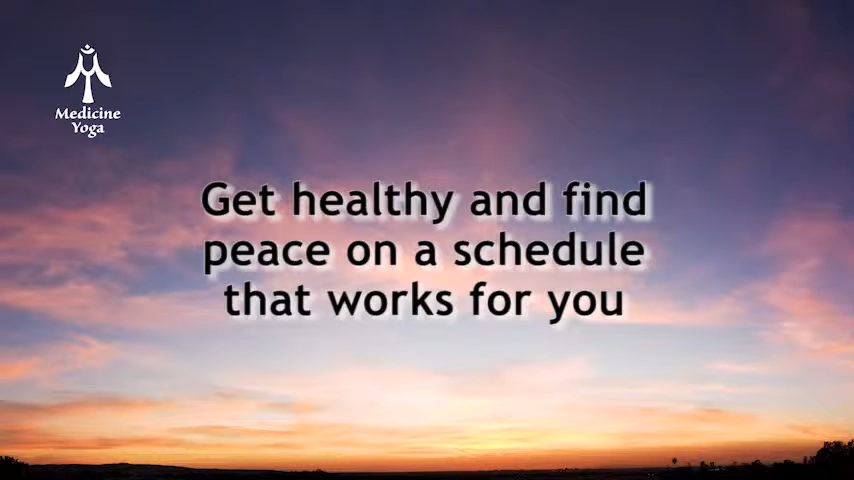 Medicine
Yoga
Get healthy and find
peace on a schedule
that works for you